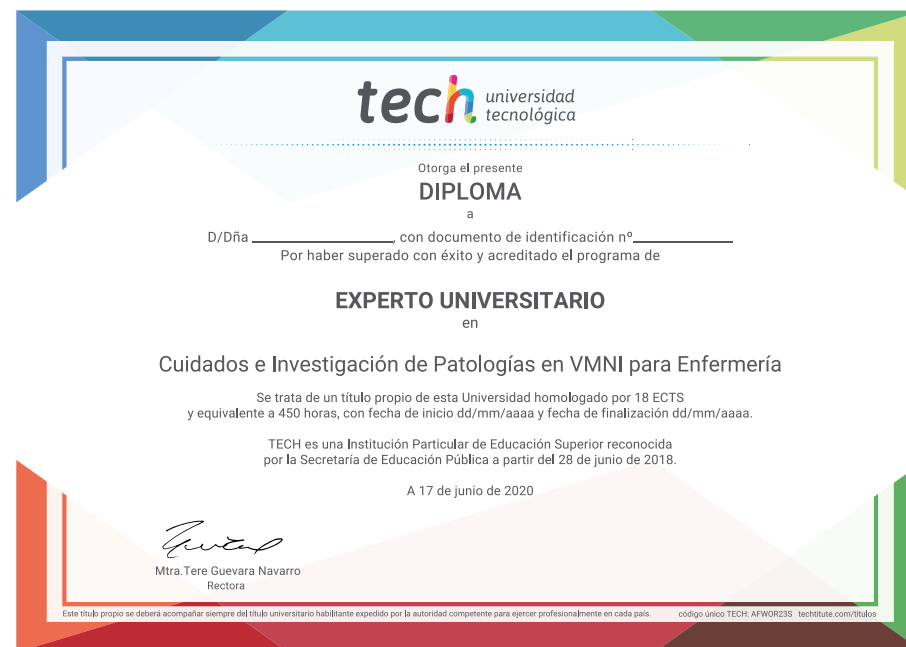 tech universidad
tecnológica
Otorga el presente
DIPLOMA
a
D/Dña ____________________, con documento de identificación nº______________
Por haber superado con éxito y acreditado el programa de
EXPERTO UNIVERSITARIO
en
Cuidados e Investigación de Patologías en VMNI para Enfermería
Se trata de un título propio de esta Universidad homologado por 18 ECTS
y equivalente a 450 horas, con fecha de inicio dd/mm/aaaa y fecha de finalización dd/mm/aaaa.
TECH es una Institución Particular de Educación Superior reconocida
por la Secretaría de Educación Pública a partir del 28 de junio de 2018.
A 17 de junio de 2020
Mtra.Tere Guevara Navarro
Rectora
Este título propio se deberá acompañar siempre del título universitario habilitante expedido por la autoridad competente para ejercer profesionalmente en cada país. código único TECH: AFWOR23S techtitute.com/titulos